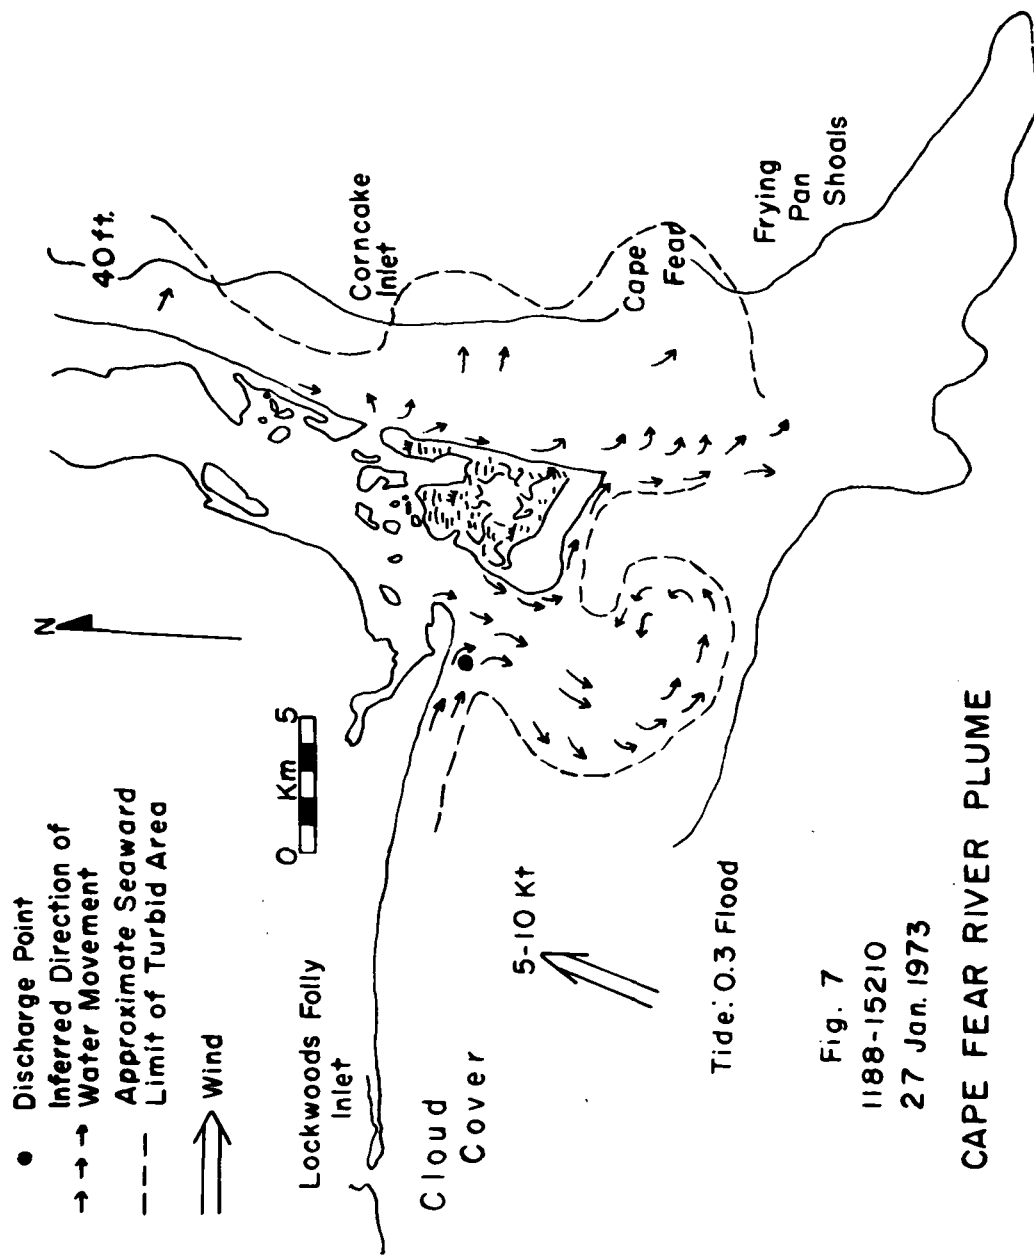 Discharge Point
Inferred Direction of
Water Movement
Approximate Seaward
Limit of Turbid Area
Wind
N
0 Km 5
40 ft.
Corncake
Inlet
Cape
Fear
Frying
Pan
Shoals
Lockwoods Folly
Inlet
Cloud
Cover
5-10 Kt
Tide: 0.3 Flood
Fig. 7
1188-15210
27 Jan. 1973
CAPE FEAR RIVER PLUME